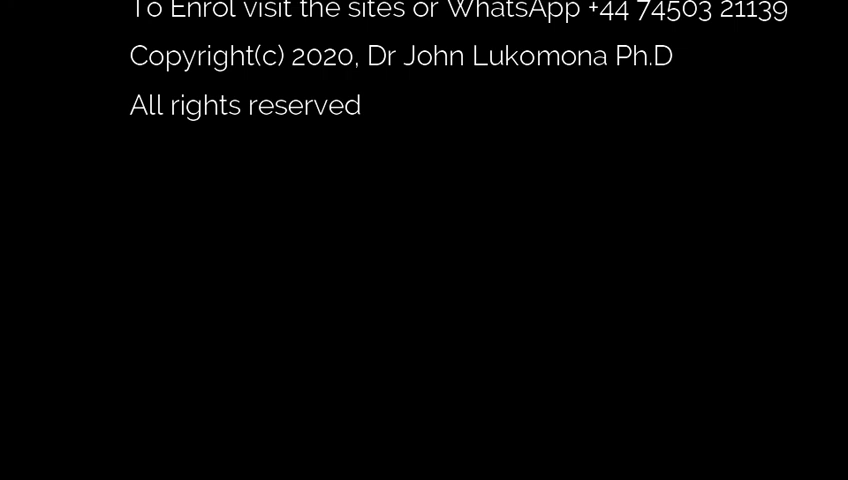 To Enrol visit the sites or WhatsApp +44 74503 21139
Copyright(c) 2020, Dr John Lukomona Ph.D
All rights reserved